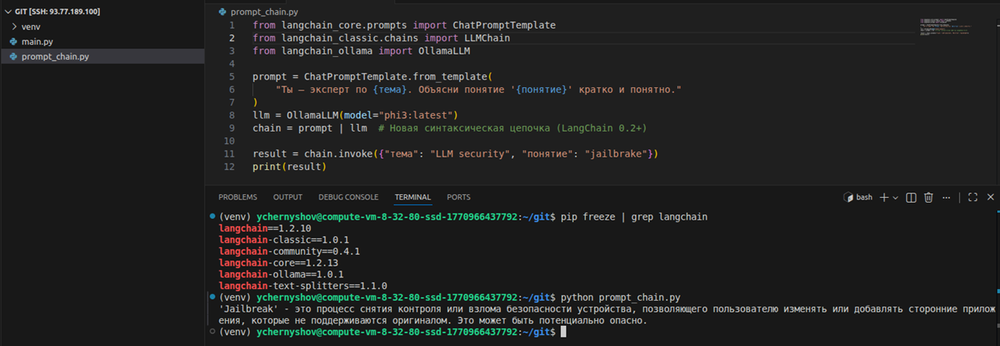 GIT [SSH: 93.77.189.100]
venv
main.py
prompt_chain.py
prompt_chain.py
1 from langchain_core.prompts import ChatPromptTemplate
2 from langchain_classic.chains import LLMChain
3 from langchain_ollama import OllamaLLM
4
5 prompt = ChatPromptTemplate.from_template(
6     "Ты — эксперт по {тема}. Объясни понятие '{понятие}' кратко и понятно."
7 )
8 llm = OllamaLLM(model="phi3:latest")
9 chain = prompt | llm  # Новая синтаксическая цепочка (LangChain 0.2+)
10
11 result = chain.invoke({"тема": "LLM security", "понятие": "jailbrake"})
12 print(result)
PROBLEMS OUTPUT DEBUG CONSOLE TERMINAL PORTS bash
(venv) ychernyshov@compute-vm-8-32-80-ssd-1770966437792:~/git$ pip freeze | grep langchain
langchain==1.2.10
langchain-classic==1.0.1
langchain-community==0.4.1
langchain-core==1.2.13
langchain-ollama==1.0.1
langchain-text-splitters==1.1.0
(venv) ychernyshov@compute-vm-8-32-80-ssd-1770966437792:~/git$ python prompt_chain.py
'Jailbreak' - это процесс снятия контроля или взлома безопасности устройства, позволяющего пользователю изменять или добавлять сторонние прилож
ения, которые не поддерживаются оригиналом. Это может быть потенциально опасно.
(venv) ychernyshov@compute-vm-8-32-80-ssd-1770966437792:~/git$